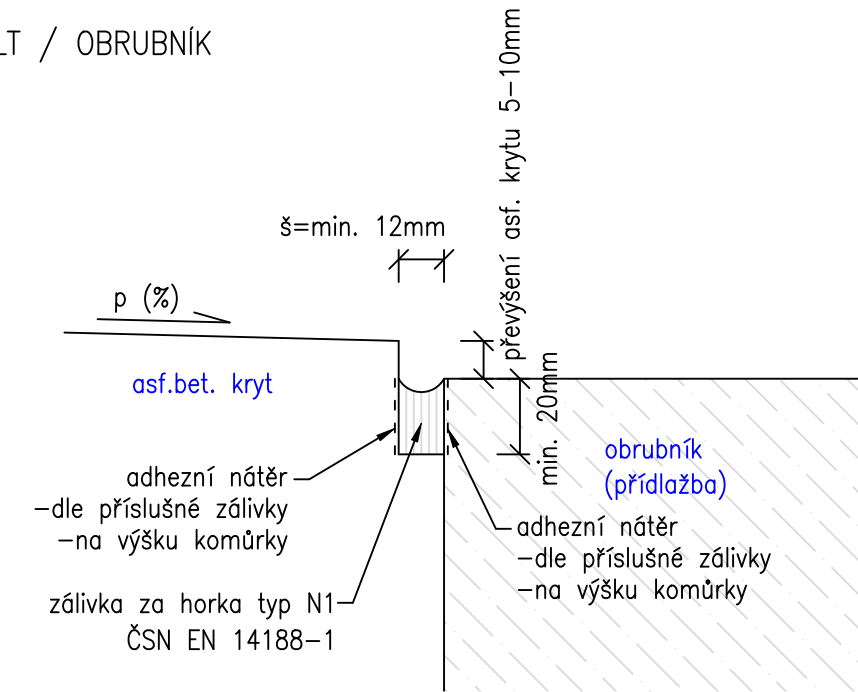 LT / OBRUBNÍK
převýšení asf. krytu 5-10mm
š=min. 12mm
p (%)
asf.bet. kryt
min. 20mm
obrubník
(přídlažba)
adhezní nátěr
-dle příslušné zálivky
-na výšku komůrky
adhezní nátěr
-dle příslušné zálivky
-na výšku komůrky
zálivka za horka typ N1
ČSN EN 14188-1